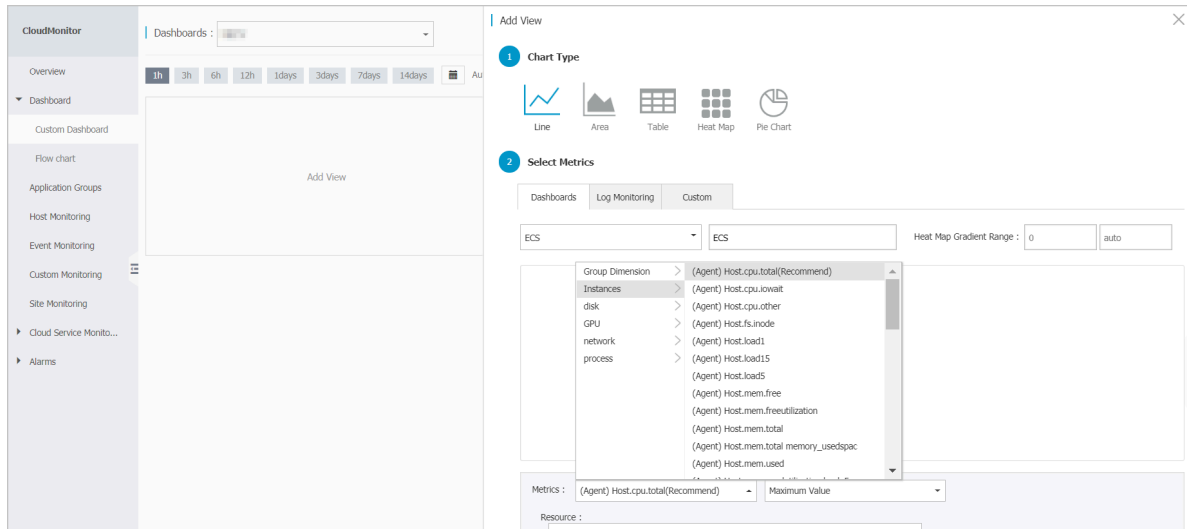 CloudMonitor
Overview
Dashboard
Custom Dashboard
Flow chart
Application Groups
Host Monitoring
Event Monitoring
Custom Monitoring
Site Monitoring
Cloud Service Monito...
Alarms
Dashboards :
1h 3h 6h 12h 1days 3days 7days 14days Au
Add View
Add View
1 Chart Type
Line Area Table Heat Map Pie Chart
2 Select Metrics
Dashboards Log Monitoring Custom
ECS ECS Heat Map Gradient Range : 0 auto
Group Dimension
Instances
disk
GPU
network
process
(Agent) Host.cpu.total(Recommend)
(Agent) Host.cpu.iowait
(Agent) Host.cpu.other
(Agent) Host.fs.inode
(Agent) Host.load1
(Agent) Host.load15
(Agent) Host.load5
(Agent) Host.mem.free
(Agent) Host.mem.freeutilization
(Agent) Host.mem.total
(Agent) Host.mem.total memory_usedspac
(Agent) Host.mem.used
Metrics : (Agent) Host.cpu.total(Recommend) Maximum Value
Resource :